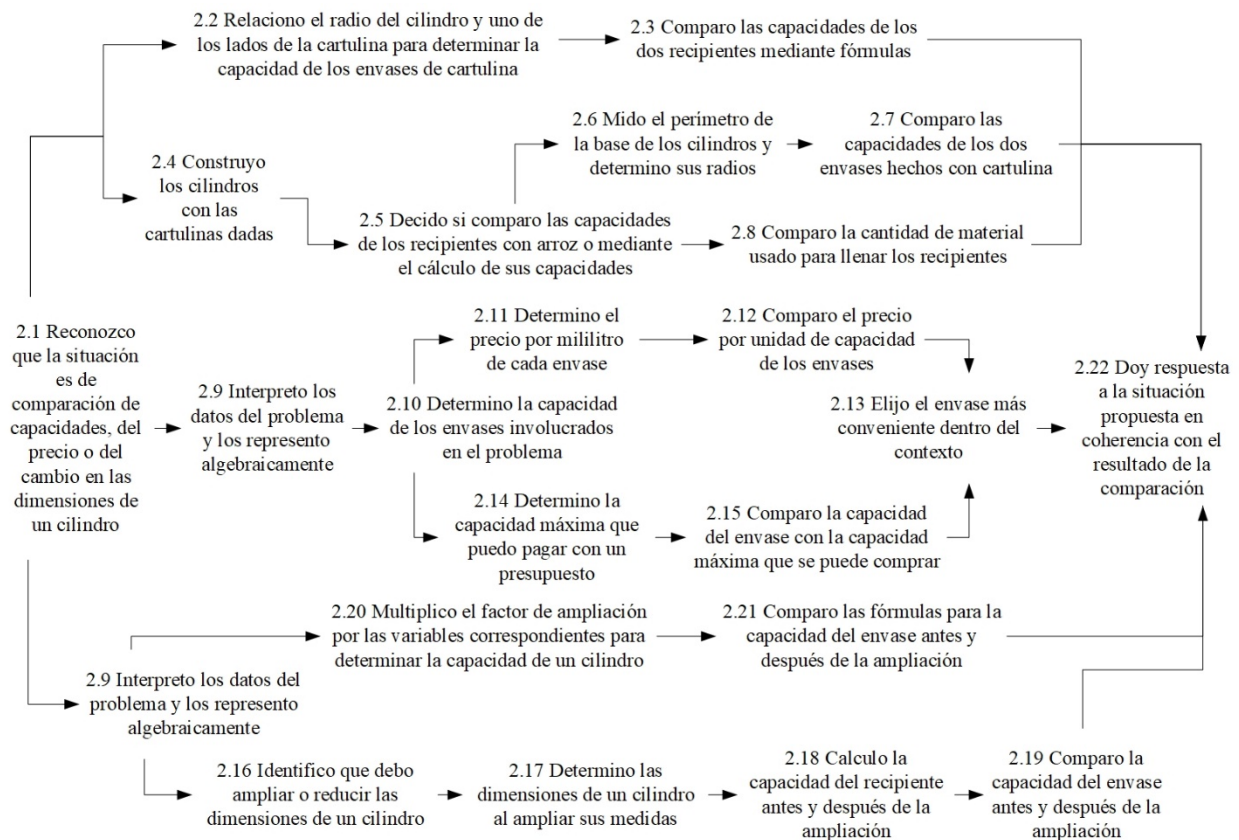 2.2 Relaciono el radio del cilindro y uno de
los lados de la cartulina para determinar la
capacidad de los envases de cartulina
2.3 Comparo las capacidades de los
dos recipientes mediante fórmulas
2.6 Mido el perímetro de
la base de los cilindros y
determino sus radios
2.7 Comparo las
capacidades de los dos
envases hechos con cartulina
2.4 Construyo
los cilindros
con las
cartulinas dadas
2.5 Decido si comparo las capacidades
de los recipientes con arroz o mediante
el cálculo de sus capacidades
2.8 Comparo la cantidad de material
usado para llenar los recipientes
2.1 Reconozco
que la situación
es de
comparación de
capacidades, del
precio o del
cambio en las
dimensiones de
un cilindro
2.9 Interpreto los
datos del problema
y los represento
algebraicamente
2.11 Determino el
precio por mililitro
de cada envase
2.12 Comparo el precio
por unidad de capacidad
de los envases
2.10 Determino la capacidad
de los envases involucrados
en el problema
2.13 Elijo el envase más
conveniente dentro del
contexto
2.14 Determino la
capacidad máxima que
puedo pagar con un
presupuesto
2.15 Comparo la capacidad
del envase con la capacidad
máxima que se puede comprar
2.22 Doy respuesta
a la situación
propuesta en
coherencia con el
resultado de la
comparación
2.20 Multiplico el factor de ampliación
por las variables correspondientes para
determinar la capacidad de un cilindro
2.21 Comparo las fórmulas para la
capacidad del envase antes y
después de la ampliación
2.9 Interpreto los datos del
problema y los represento
algebraicamente
2.16 Identifico que debo
ampliar o reducir las
dimensiones de un cilindro
2.17 Determino las
dimensiones de un cilindro
al ampliar sus medidas
2.18 Calculo la
capacidad del recipiente
antes y después de la
ampliación
2.19 Comparo la
capacidad del envase
antes y después de la
ampliación